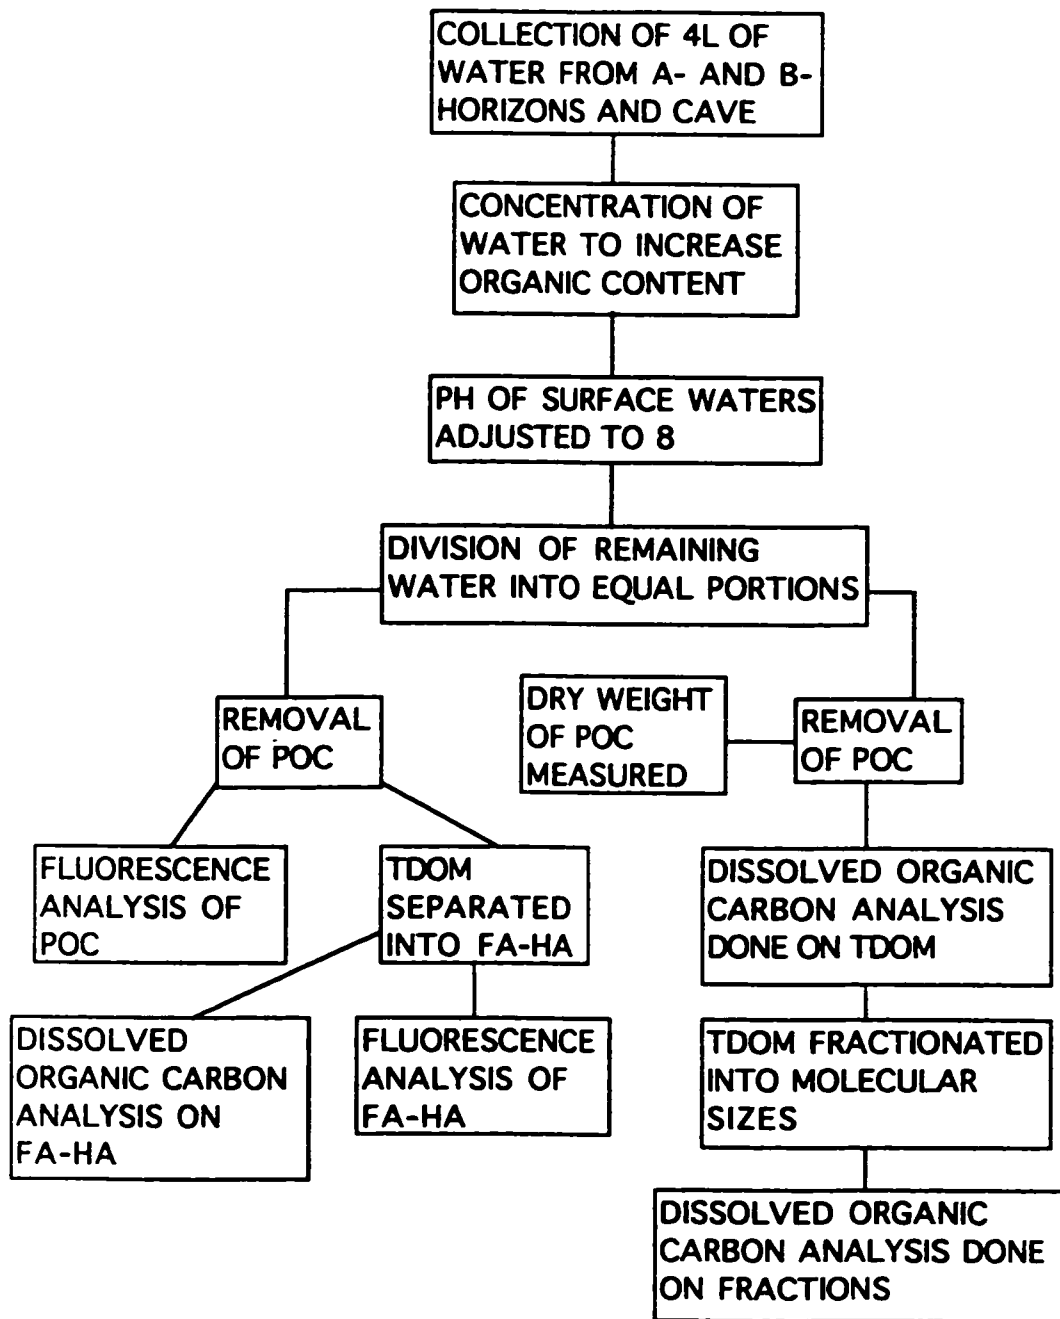 COLLECTION OF 4L OF
WATER FROM A- AND B-
HORIZONS AND CAVE
CONCENTRATION OF
WATER TO INCREASE
ORGANIC CONTENT
PH OF SURFACE WATERS
ADJUSTED TO 8
DIVISION OF REMAINING
WATER INTO EQUAL PORTIONS
REMOVAL
OF POC
DRY WEIGHT
OF POC
MEASURED
REMOVAL
OF POC
FLUORESCENCE
ANALYSIS OF
POC
TDOM
SEPARATED
INTO FA-HA
DISSOLVED ORGANIC
CARBON ANALYSIS
DONE ON TDOM
DISSOLVED
ORGANIC CARBON
ANALYSIS ON
FA-HA
FLUORESCENCE
ANALYSIS OF
FA-HA
TDOM FRACTIONATED
INTO MOLECULAR
SIZES
DISSOLVED ORGANIC
CARBON ANALYSIS DONE
ON FRACTIONS